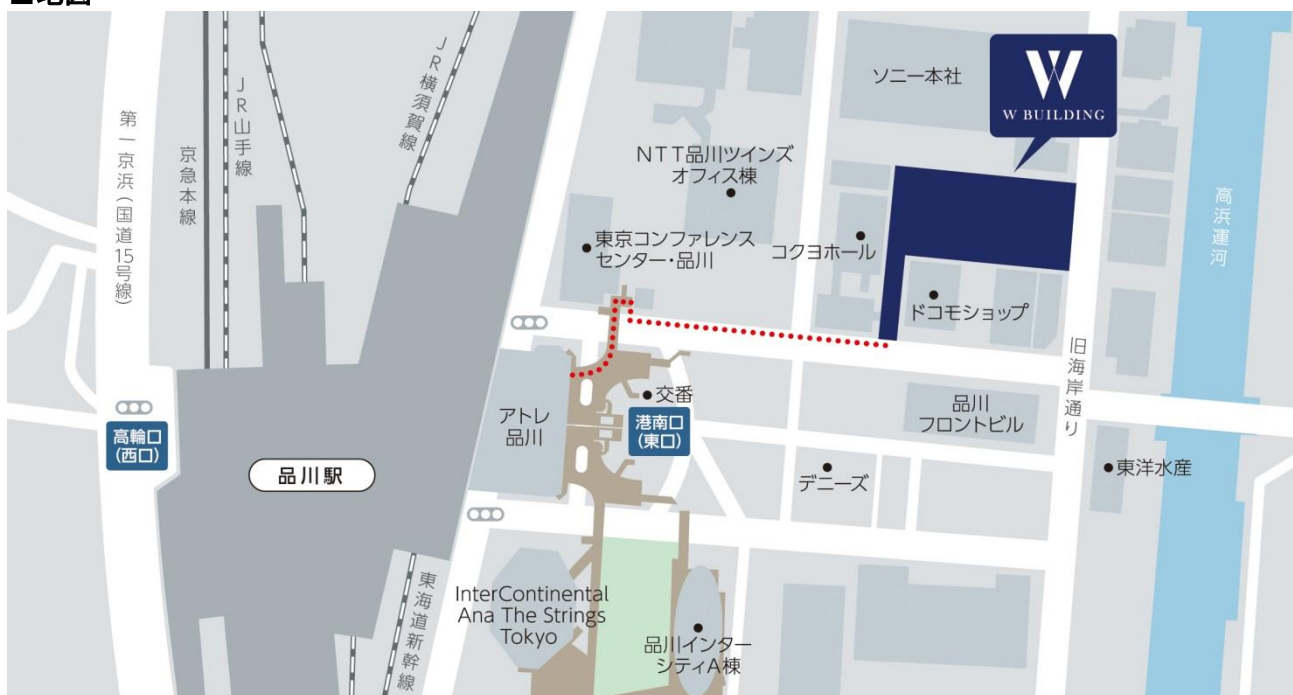 ソニー本社
W
W BUILDING
JR横須賀線
JR山手線
第一京浜(国道15号線)
京急本線
NTT品川ツインズ
オフィス棟
高浜運河
東京コンファレンス
センター・品川
コクヨホール
ドコモショップ
旧海岸通り
アトレ
品川
交番
港南口
(東口)
品川
フロントビル
高輪口
(西口)
品川駅
デニーズ
東洋水産
東海道新幹線
InterContinental
Ana The Strings
Tokyo
品川インター
シティA棟